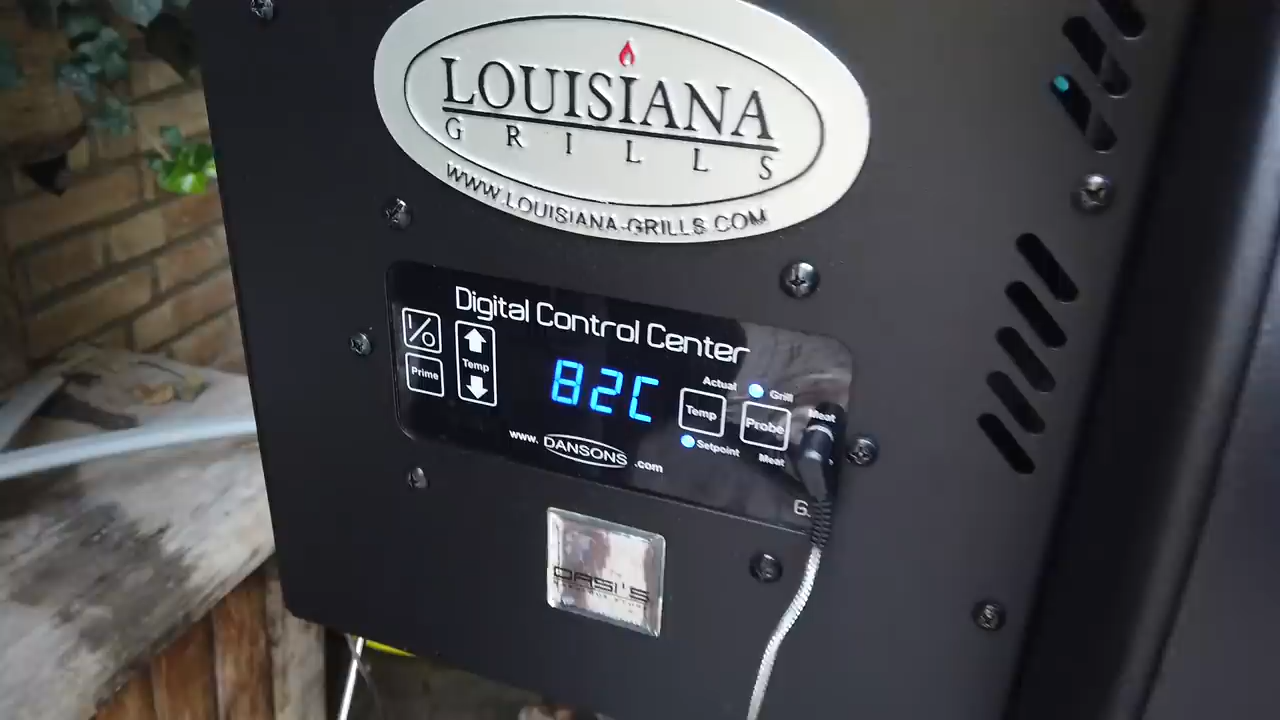 LOUISIANA
GRILLS
WWW.LOUISIANA-GRILLS.COM
Digital Control Center
I/O
Prime
Temp
82C
Actual
Temp
Setpoint
Grill
Probe
Meat
Meat
www. DANSONS .com
OASI'S